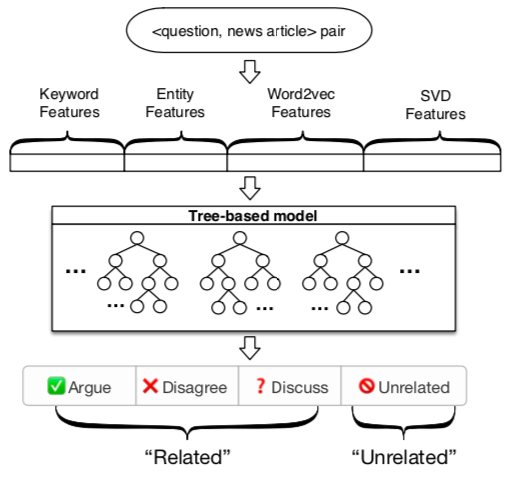 <question, news article> pair
Keyword
Features
Entity
Features
Word2vec
Features
SVD
Features
Tree-based model
... ...
... ... ...
Argue Disagree ? Discuss Unrelated
“Related” “Unrelated”